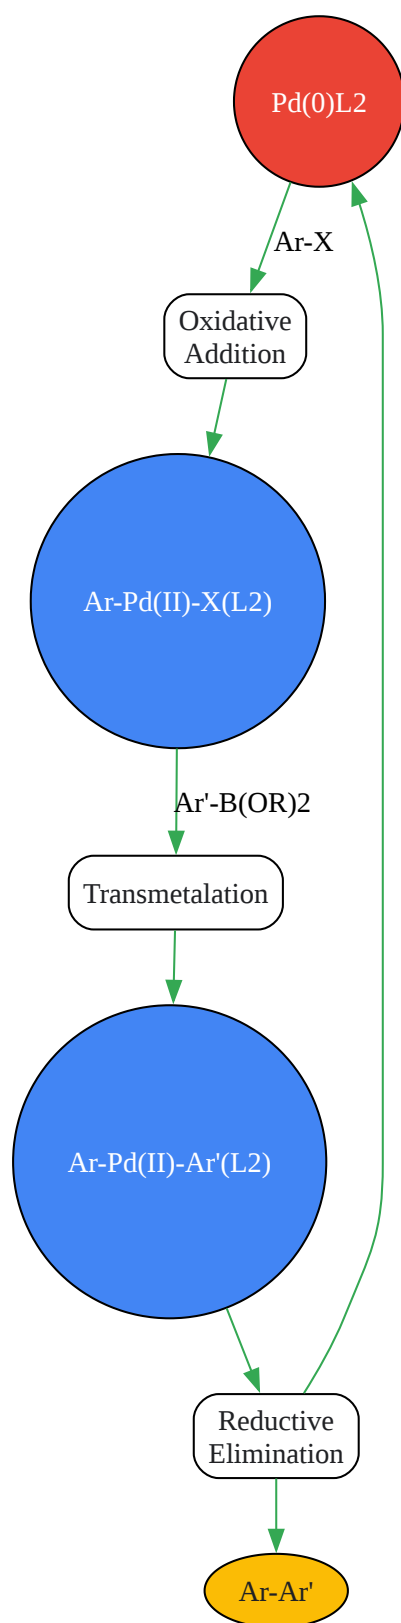 Pd(0)L2
Ar-X
Oxidative
Addition
Ar-Pd(II)-X(L2)
Ar'-B(OR)2
Transmetalation
Ar-Pd(II)-Ar'(L2)
Reductive
Elimination
Ar-Ar'